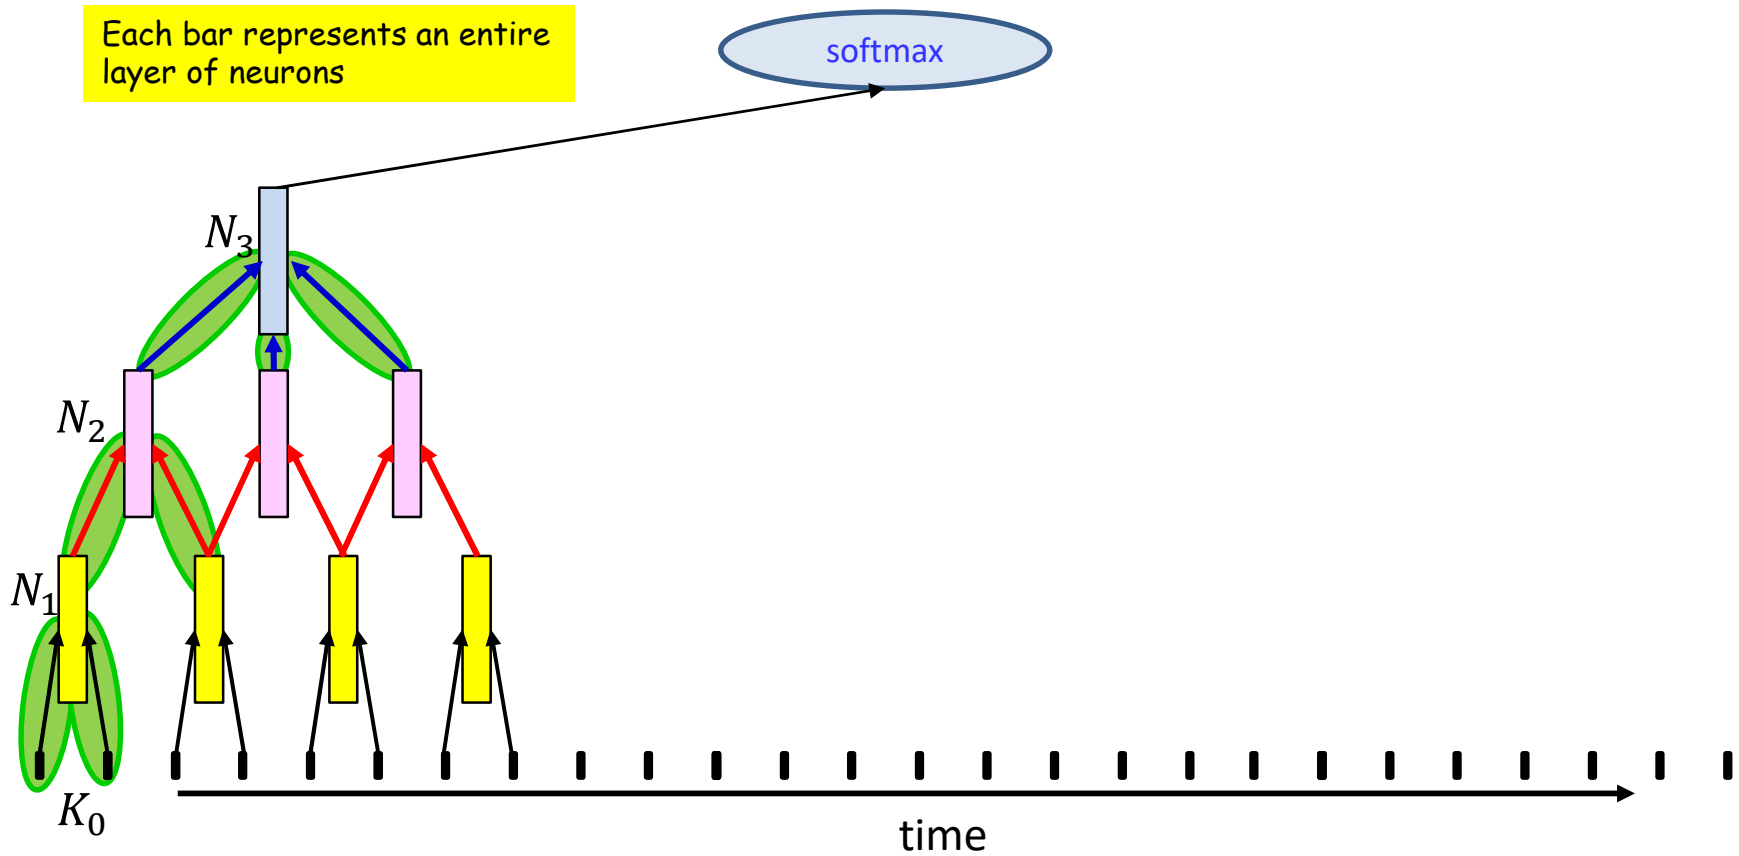 Each bar represents an entire
layer of neurons
softmax
N₃
N₂
N₁
K₀
time